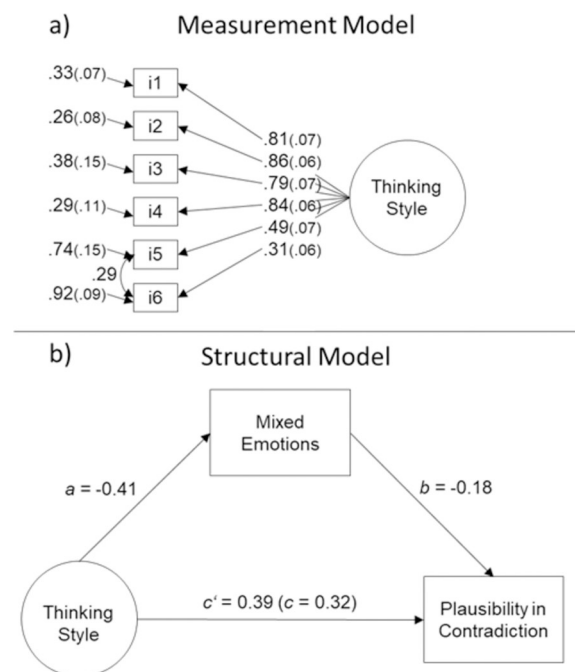 a) Measurement Model
.33(.07) i1
.26(.08) i2
.81(.07)
.86(.06)
.38(.15) i3
.79(.07)
Thinking
Style
.29(.11) i4
.84(.06)
.49(.07)
.74(.15) i5
.31(.06)
.29
.92(.09) i6
b) Structural Model
Mixed
Emotions
a = -0.41
b = -0.18
c' = 0.39 (c = 0.32)
Thinking
Style
Plausibility in
Contradiction